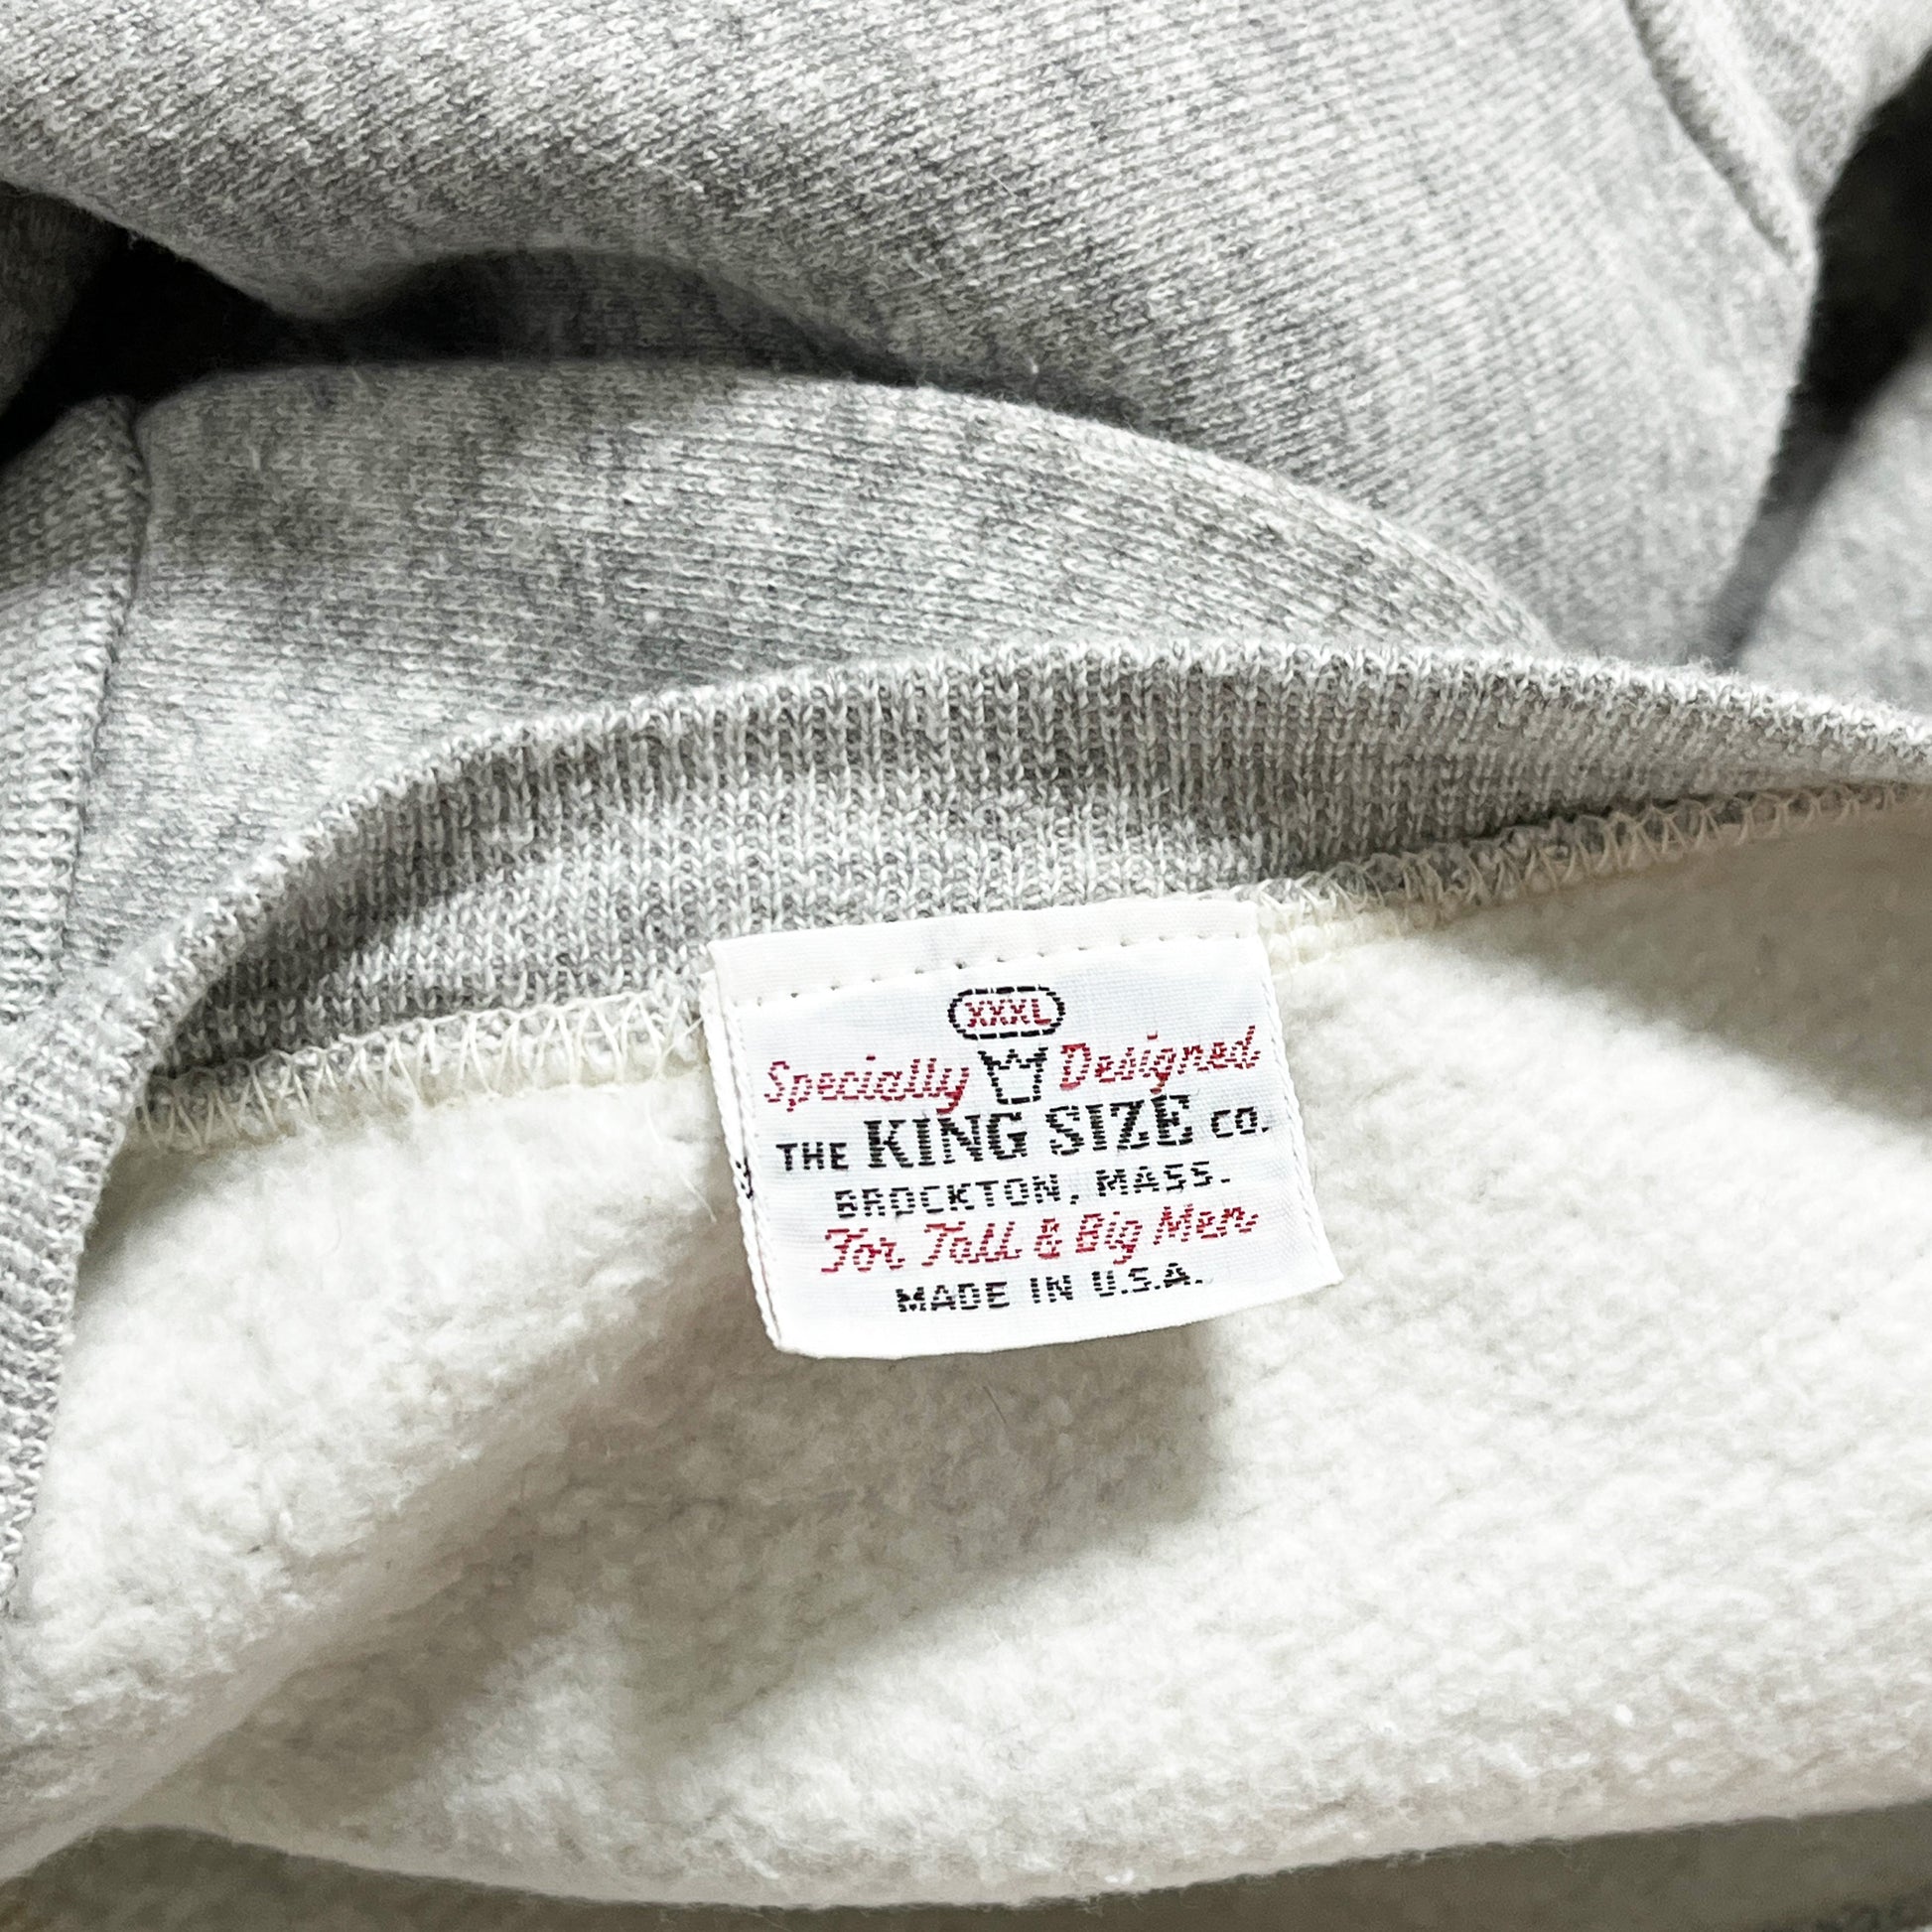 XXXL
Specially Designed
THE KING SIZE CO.
BROCKTON, MASS.
For Tall & Big Men
MADE IN U.S.A.